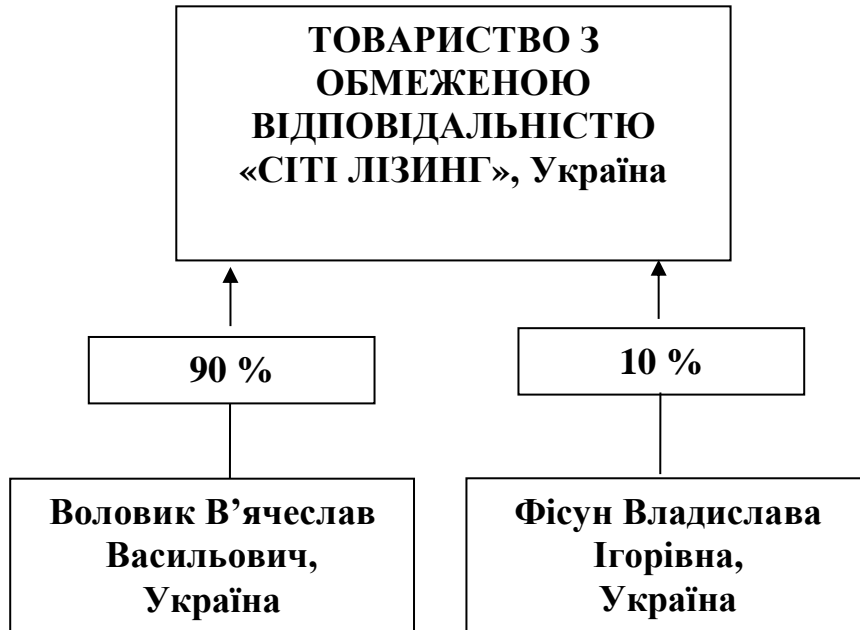 ТОВАРИСТВО З
ОБМЕЖЕНОЮ
ВІДПОВІДАЛЬНІСТЮ
«СІТІ ЛІЗИНГ», Україна
90 %
10 %
Воловик В’ячеслав
Васильович,
Україна
Фісун Владислава
Ігорівна,
Україна